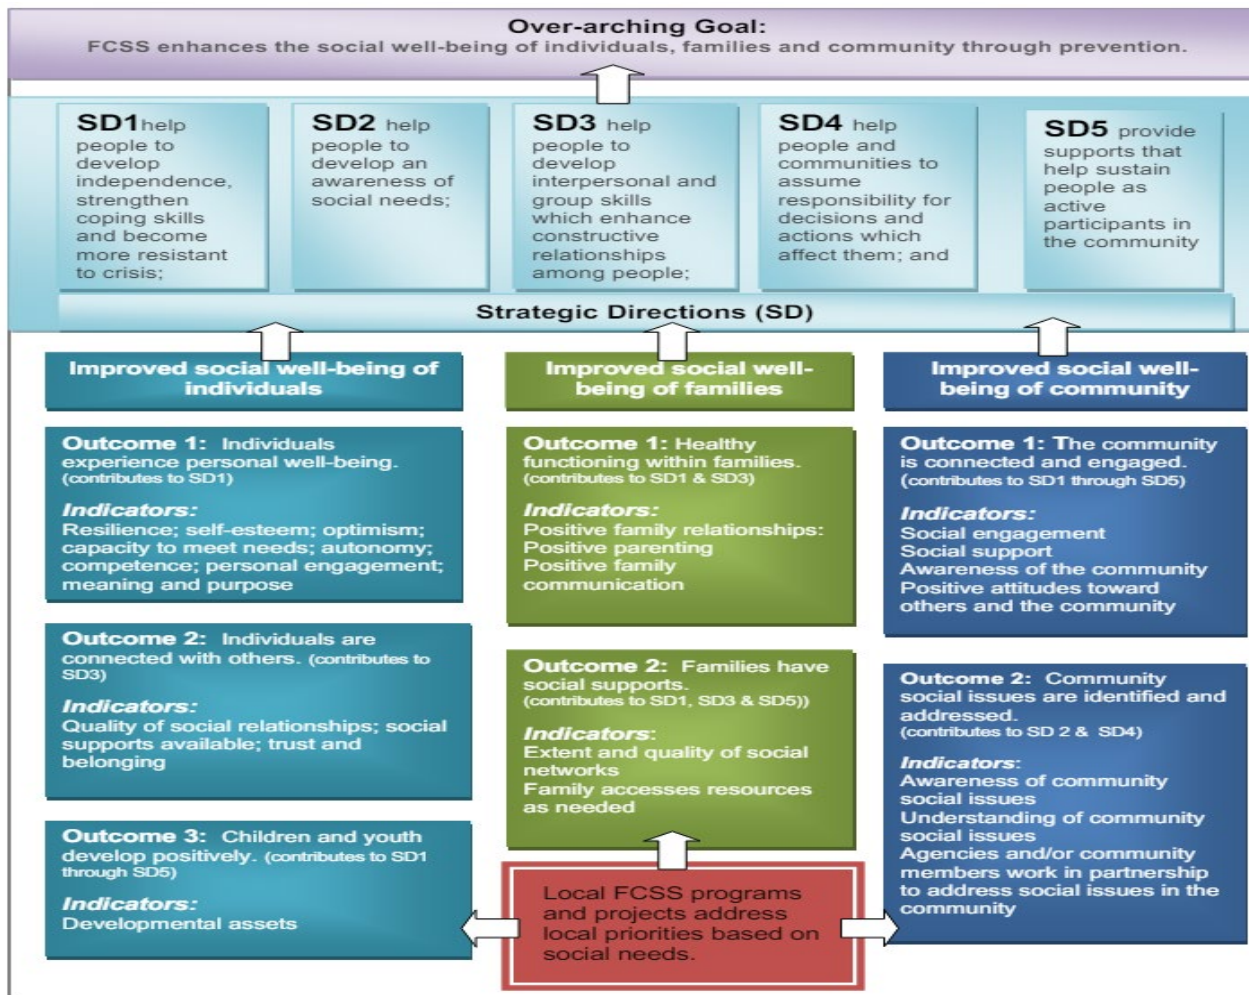 Over-arching Goal:
FCSS enhances the social well-being of individuals, families and community through prevention.
SD1 help
people to
develop
independence,
strengthen
coping skills
and become
more resistant
to crisis;
SD2 help
people to
develop an
awareness of
social needs;
SD3 help
people to
develop
interpersonal and
group skills
which enhance
constructive
relationships
among people;
SD4 help
people and
communities to
assume
responsibility for
decisions and
actions which
affect them; and
SD5 provide
supports that
help sustain
people as
active
participants in
the community
Strategic Directions (SD)
Improved social well-being of
individuals
Outcome 1: Individuals
experience personal well-being.
(contributes to SD1)
Indicators:
Resilience; self-esteem; optimism;
capacity to meet needs; autonomy;
competence; personal engagement;
meaning and purpose
Outcome 2: Individuals are
connected with others. (contributes to
SD3)
Indicators:
Quality of social relationships; social
supports available; trust and
belonging
Outcome 3: Children and youth
develop positively. (contributes to SD1
through SD5)
Indicators:
Developmental assets
Improved social well-
being of families
Outcome 1: Healthy
functioning within families.
(contributes to SD1 & SD3)
Indicators:
Positive family relationships:
Positive parenting
Positive family
communication
Outcome 2: Families have
social supports.
(contributes to SD1, SD3 & SD5))
Indicators:
Extent and quality of social
networks
Family accesses resources
as needed
Improved social well-
being of community
Outcome 1: The community
is connected and engaged.
(contributes to SD1 through SD5)
Indicators:
Social engagement
Social support
Awareness of the community
Positive attitudes toward
others and the community
Outcome 2: Community
social issues are identified and
addressed.
(contributes to SD 2 & SD4)
Indicators:
Awareness of community
social issues
Understanding of community
social issues
Agencies and/or community
members work in partnership
to address social issues in the
community
Local FCSS programs
and projects address
local priorities based on
social needs.